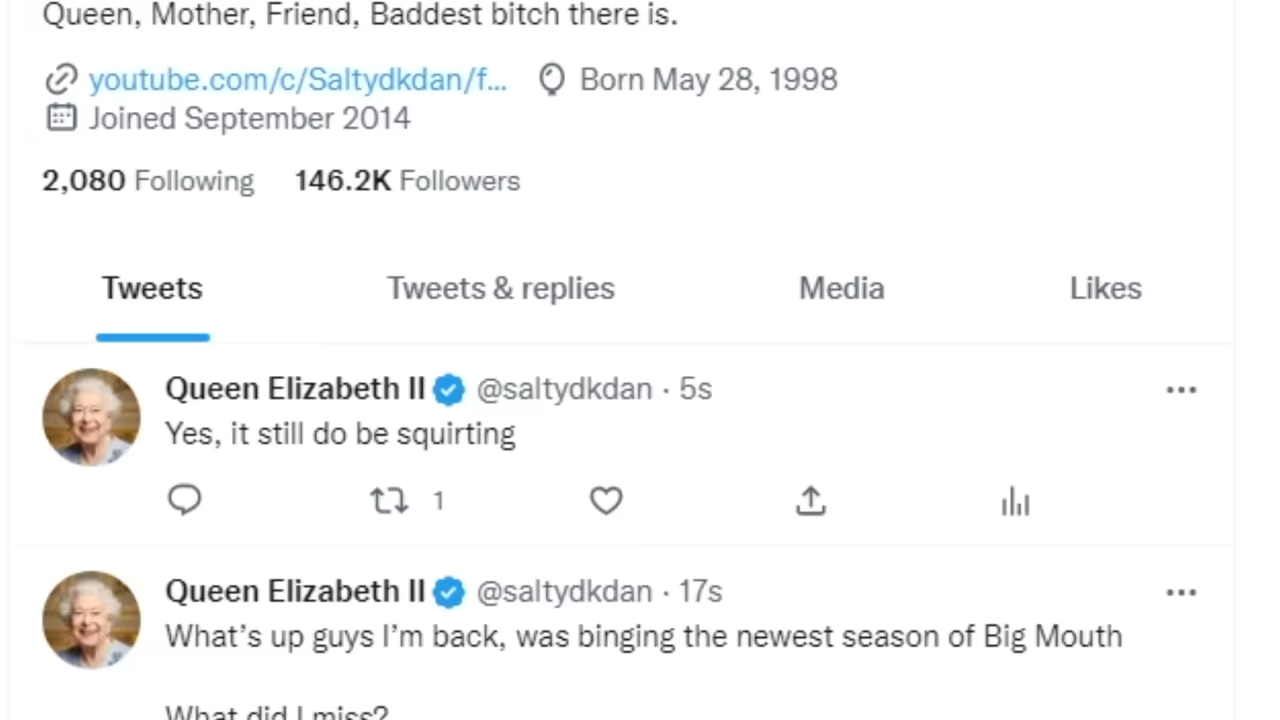 Queen, Mother, Friend, Baddest bitch there is.
youtube.com/c/Saltydkdan/f... Born May 28, 1998
Joined September 2014
2,080 Following 146.2K Followers
Tweets Tweets & replies Media Likes
Queen Elizabeth II @saltydkdan · 5s
Yes, it still do be squirting
1
Queen Elizabeth II @saltydkdan · 17s
What’s up guys I’m back, was binging the newest season of Big Mouth
What did I miss?